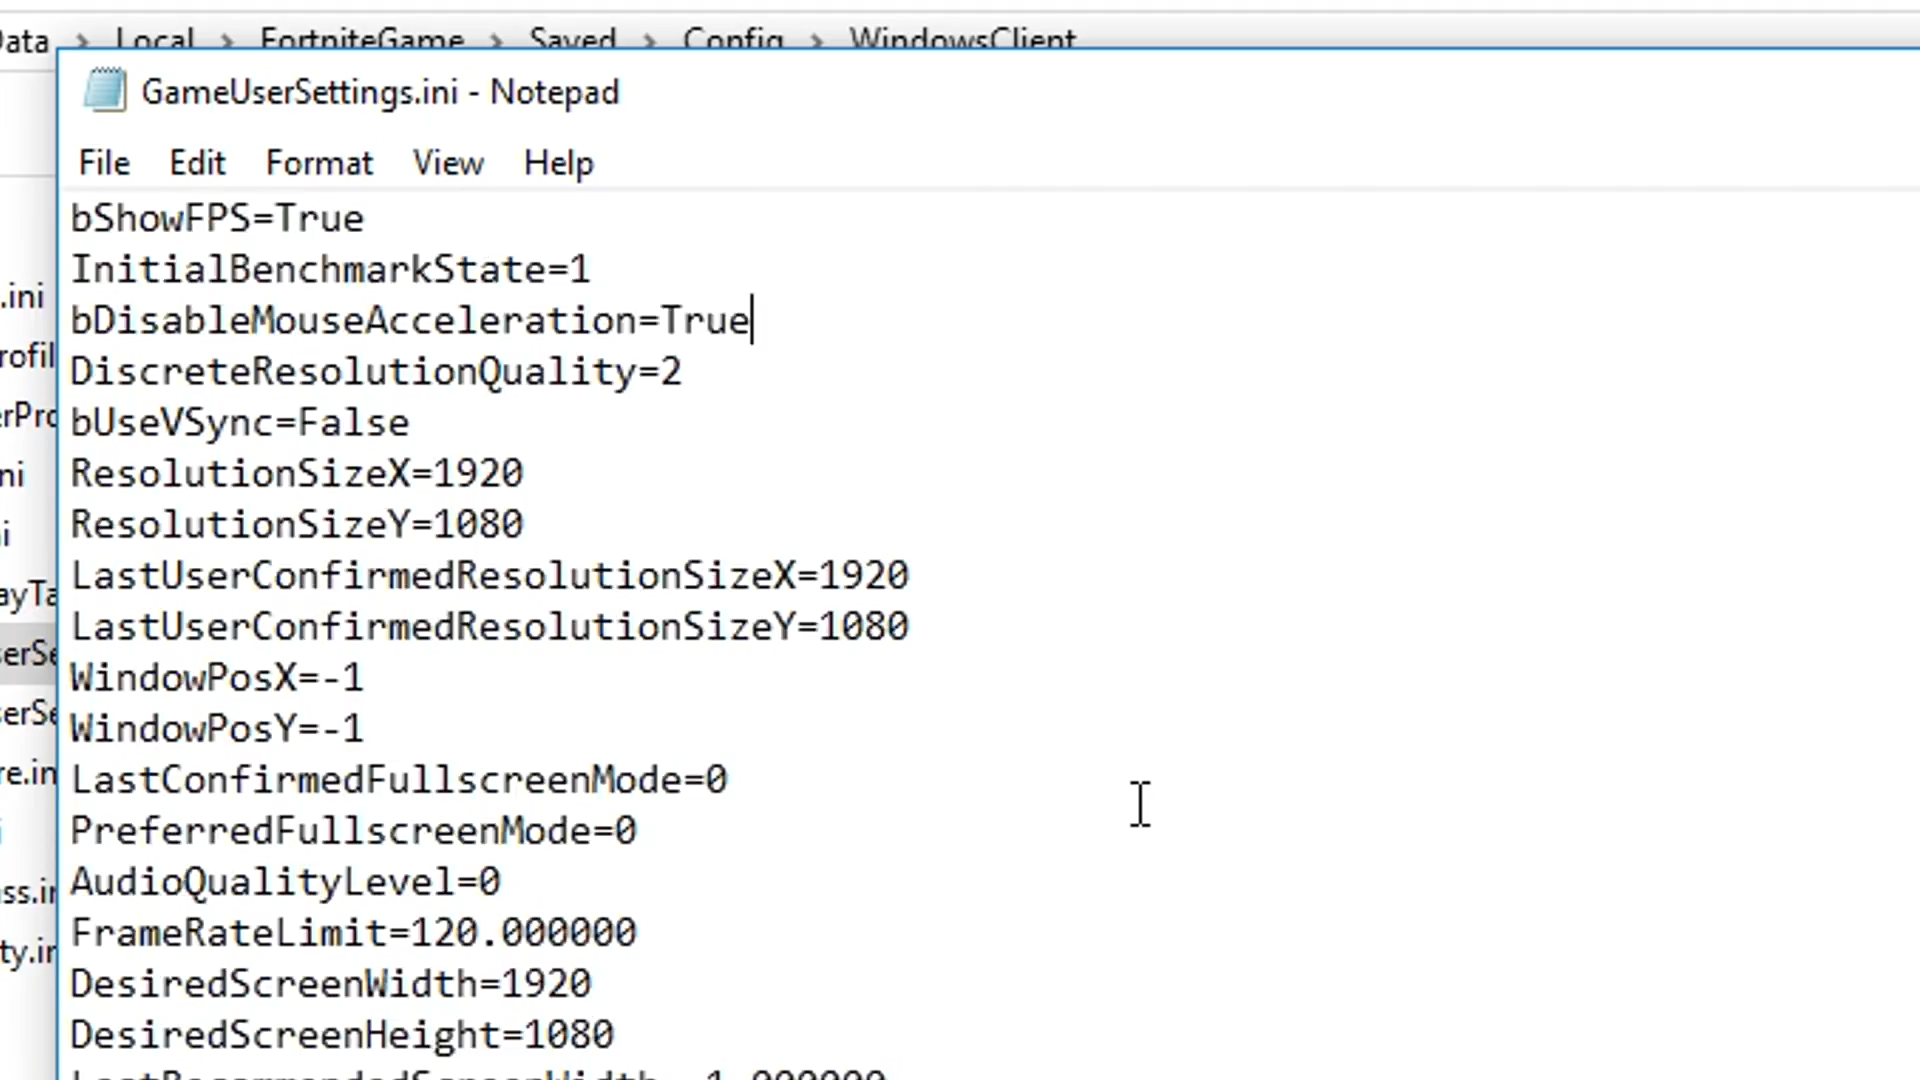 Data > Local > FortniteGame > Saved > Config > WindowsClient
GameUserSettings.ini - Notepad
File Edit Format View Help
bShowFPS=True
InitialBenchmarkState=1
bDisableMouseAcceleration=True
DiscreteResolutionQuality=2
bUseVSync=False
ResolutionSizeX=1920
ResolutionSizeY=1080
LastUserConfirmedResolutionSizeX=1920
LastUserConfirmedResolutionSizeY=1080
WindowPosX=-1
WindowPosY=-1
LastConfirmedFullscreenMode=0
PreferredFullscreenMode=0
AudioQualityLevel=0
FrameRateLimit=120.000000
DesiredScreenWidth=1920
DesiredScreenHeight=1080
.ini